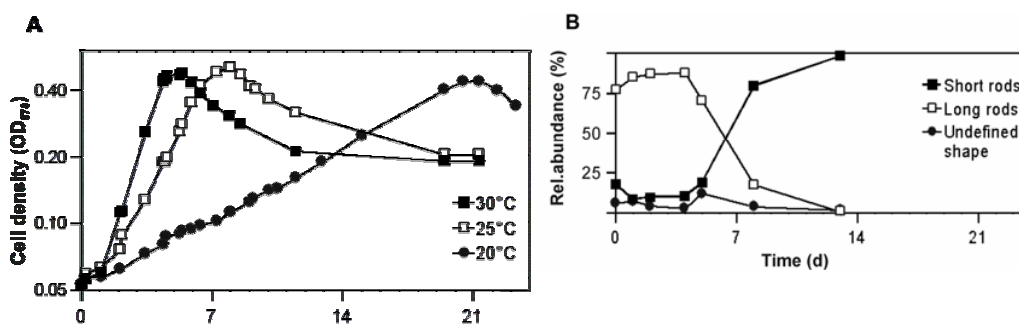 A
Cell density (OD578)
0.40
0.20
0.10
0.05
30°C
25°C
20°C
0 7 14 21
B
Rel.abundance (%)
75
50
25
Short rods
Long rods
Undefined
shape
0 7 14 21
Time (d)